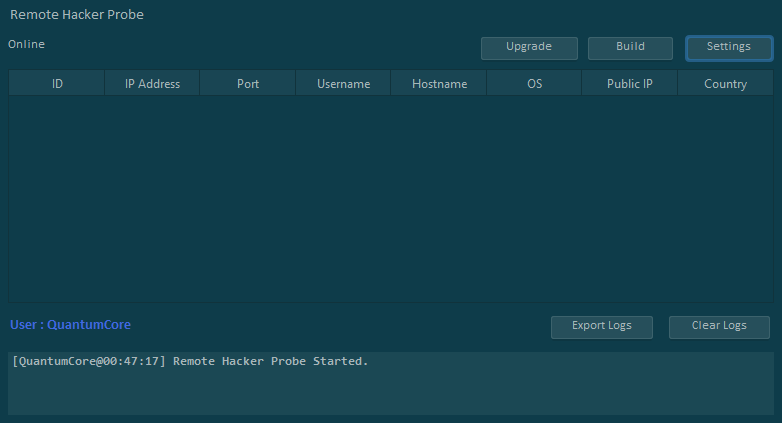 Remote Hacker Probe
Online
Upgrade Build Settings
ID IP Address Port Username Hostname OS Public IP Country
User : QuantumCore
Export Logs Clear Logs
[QuantumCore@00:47:17] Remote Hacker Probe Started.